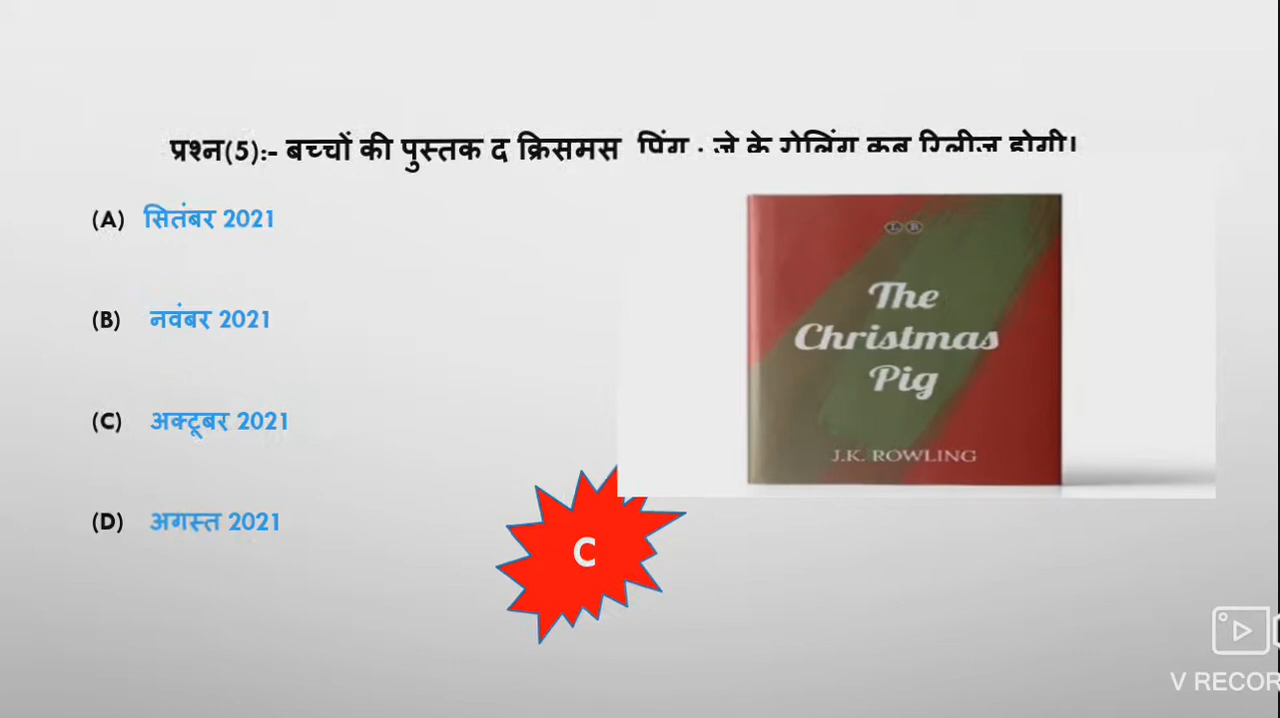 प्रश्न(5):- बच्चों की पुस्तक द क्रिसमस पिंग . जे के रोलिंग कब रिलीज होगी।
(A) सितंबर 2021
(B) नवंबर 2021
(C) अक्टूबर 2021
(D) अगस्त 2021
L B
The
Christmas
Pig
J.K. ROWLING
C
V RECOR